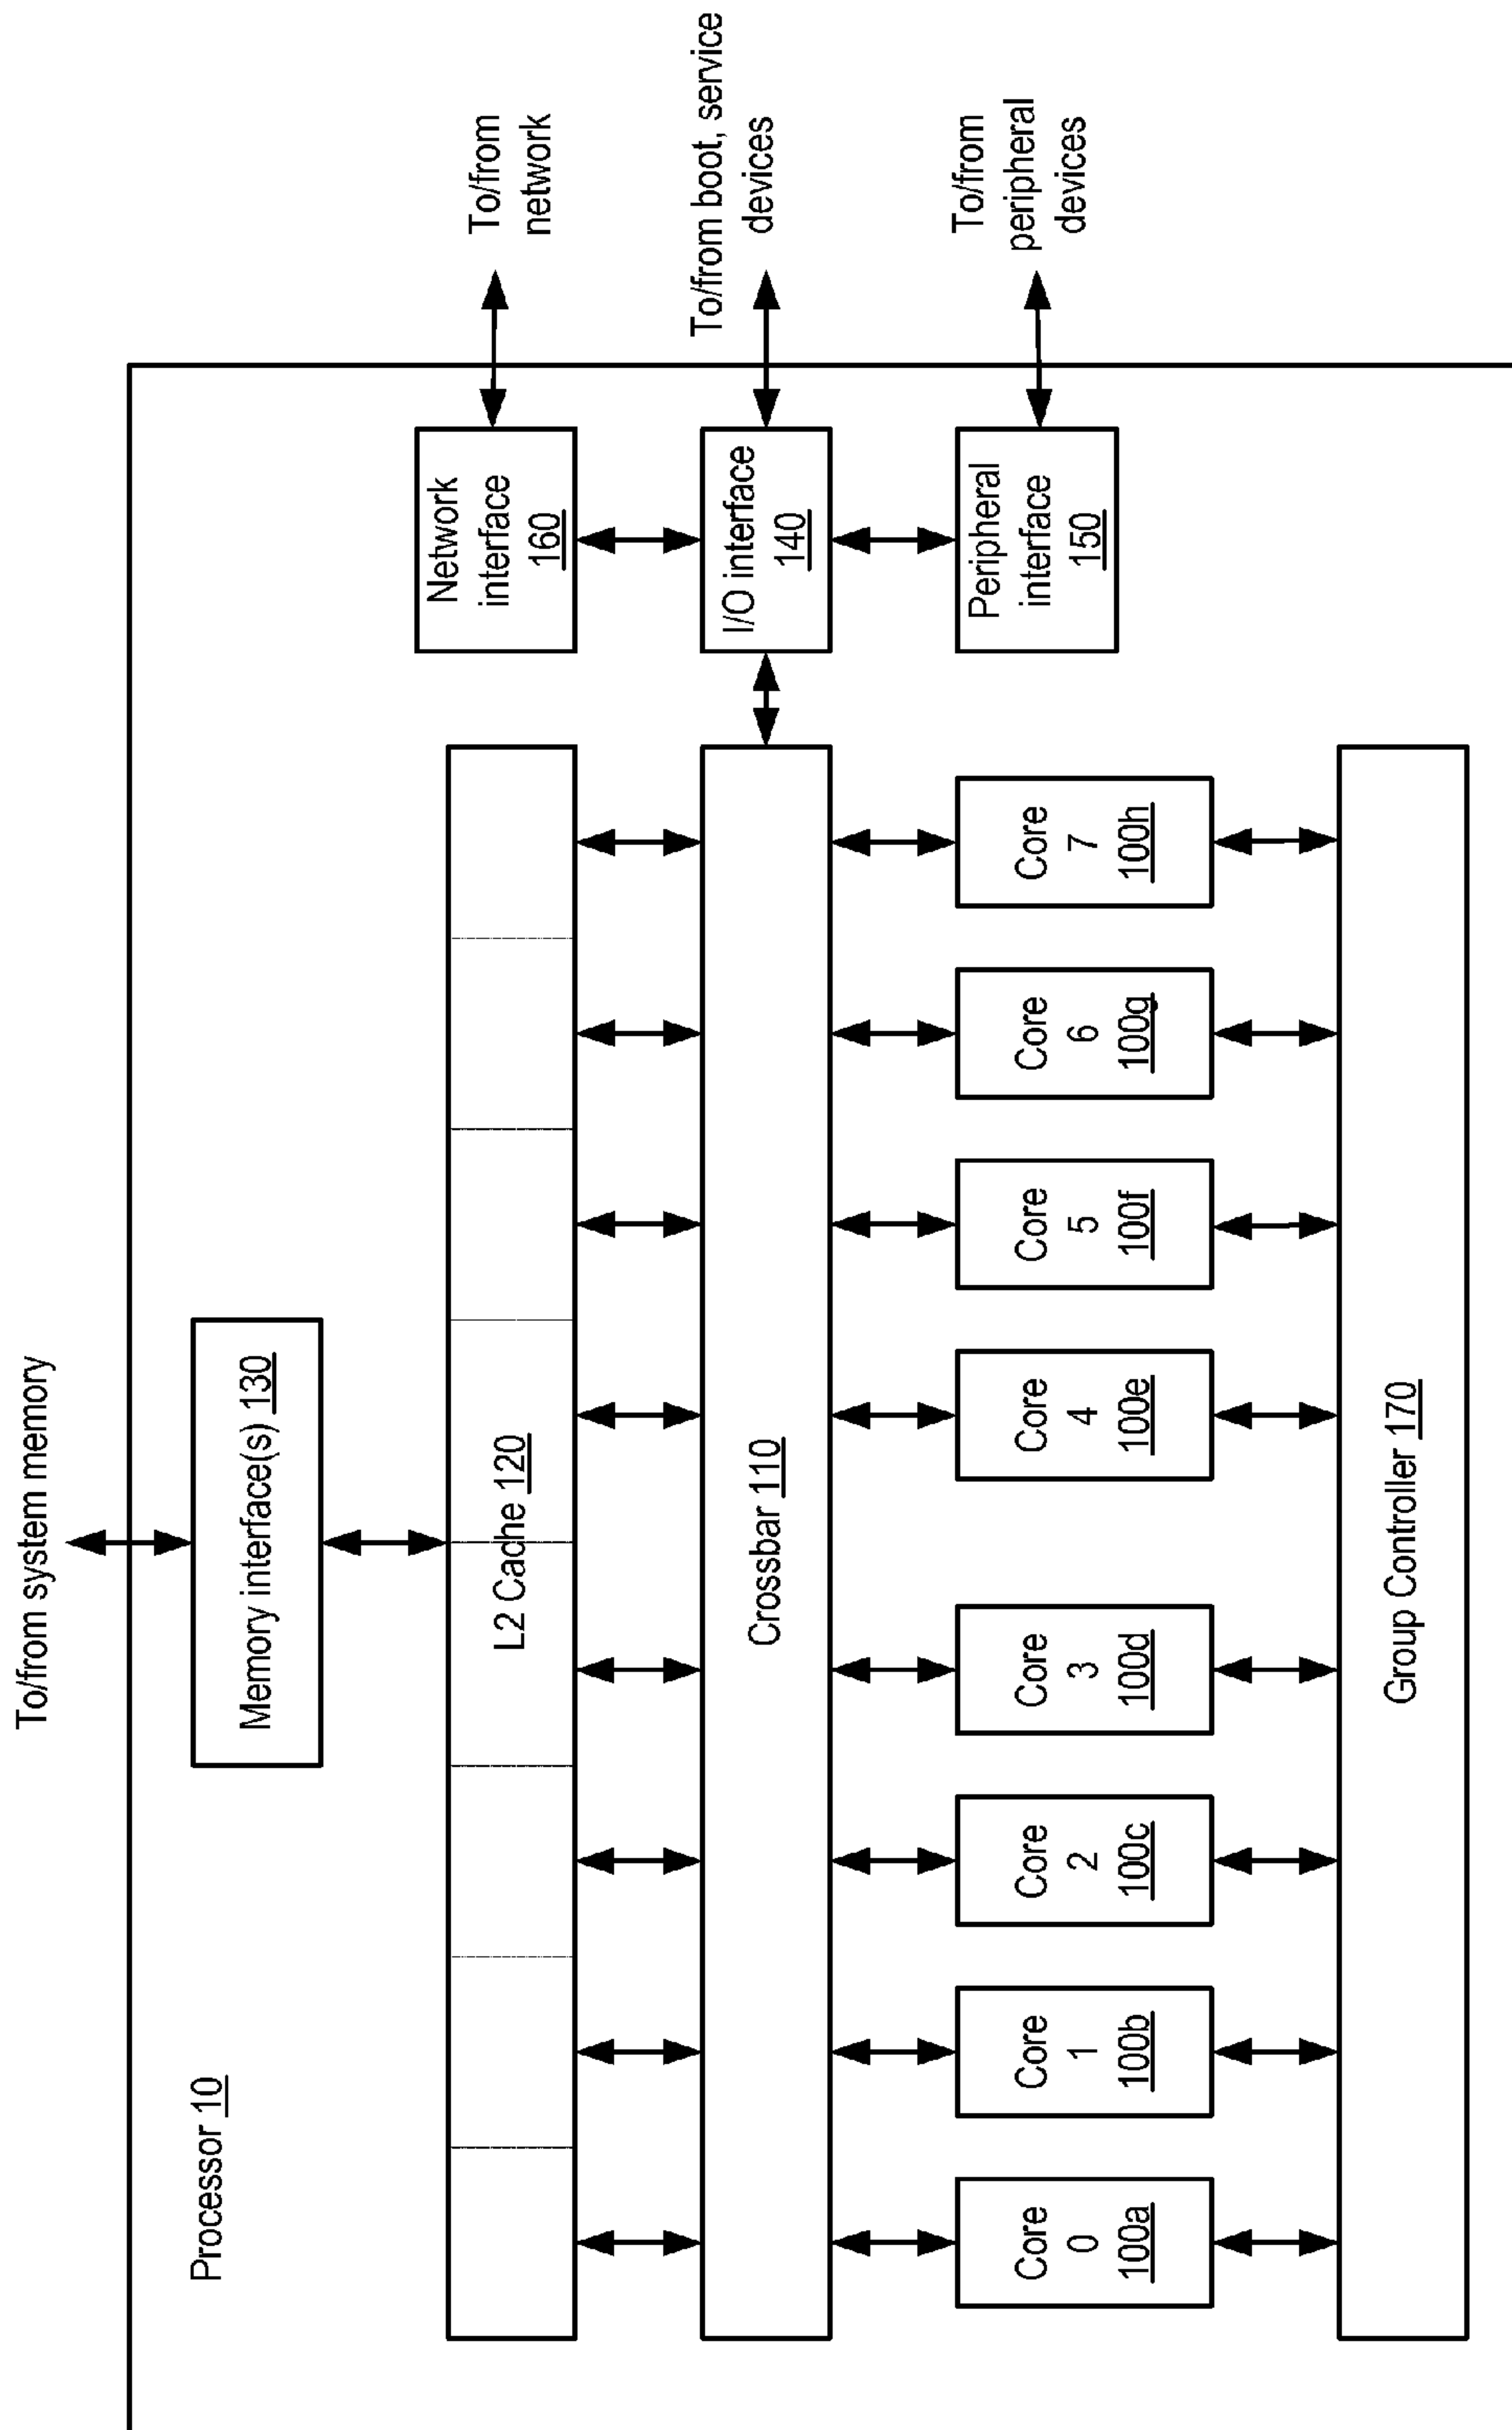 To/from system memory
Processor 10
Memory interface(s) 130
L2 Cache 120
Network
interface
160
To/from
network
Crossbar 110
I/O interface
140
To/from boot, service
devices
Core
0
100a
Core
1
100b
Core
2
100c
Core
3
100d
Core
4
100e
Core
5
100f
Core
6
100g
Core
7
100h
Peripheral
interface
150
To/from
peripheral
devices
Group Controller 170